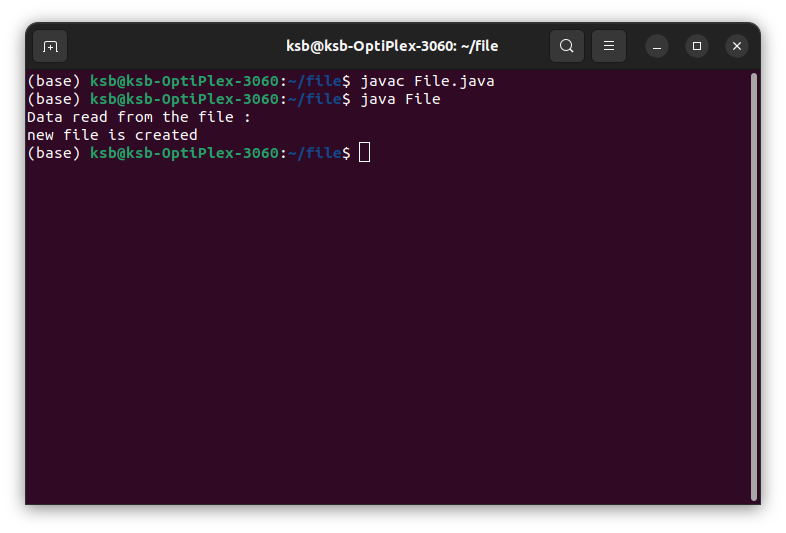 ksb@ksb-OptiPlex-3060: ~/file
(base) ksb@ksb-OptiPlex-3060:~/file$ javac File.java
(base) ksb@ksb-OptiPlex-3060:~/file$ java File
Data read from the file :
new file is created
(base) ksb@ksb-OptiPlex-3060:~/file$